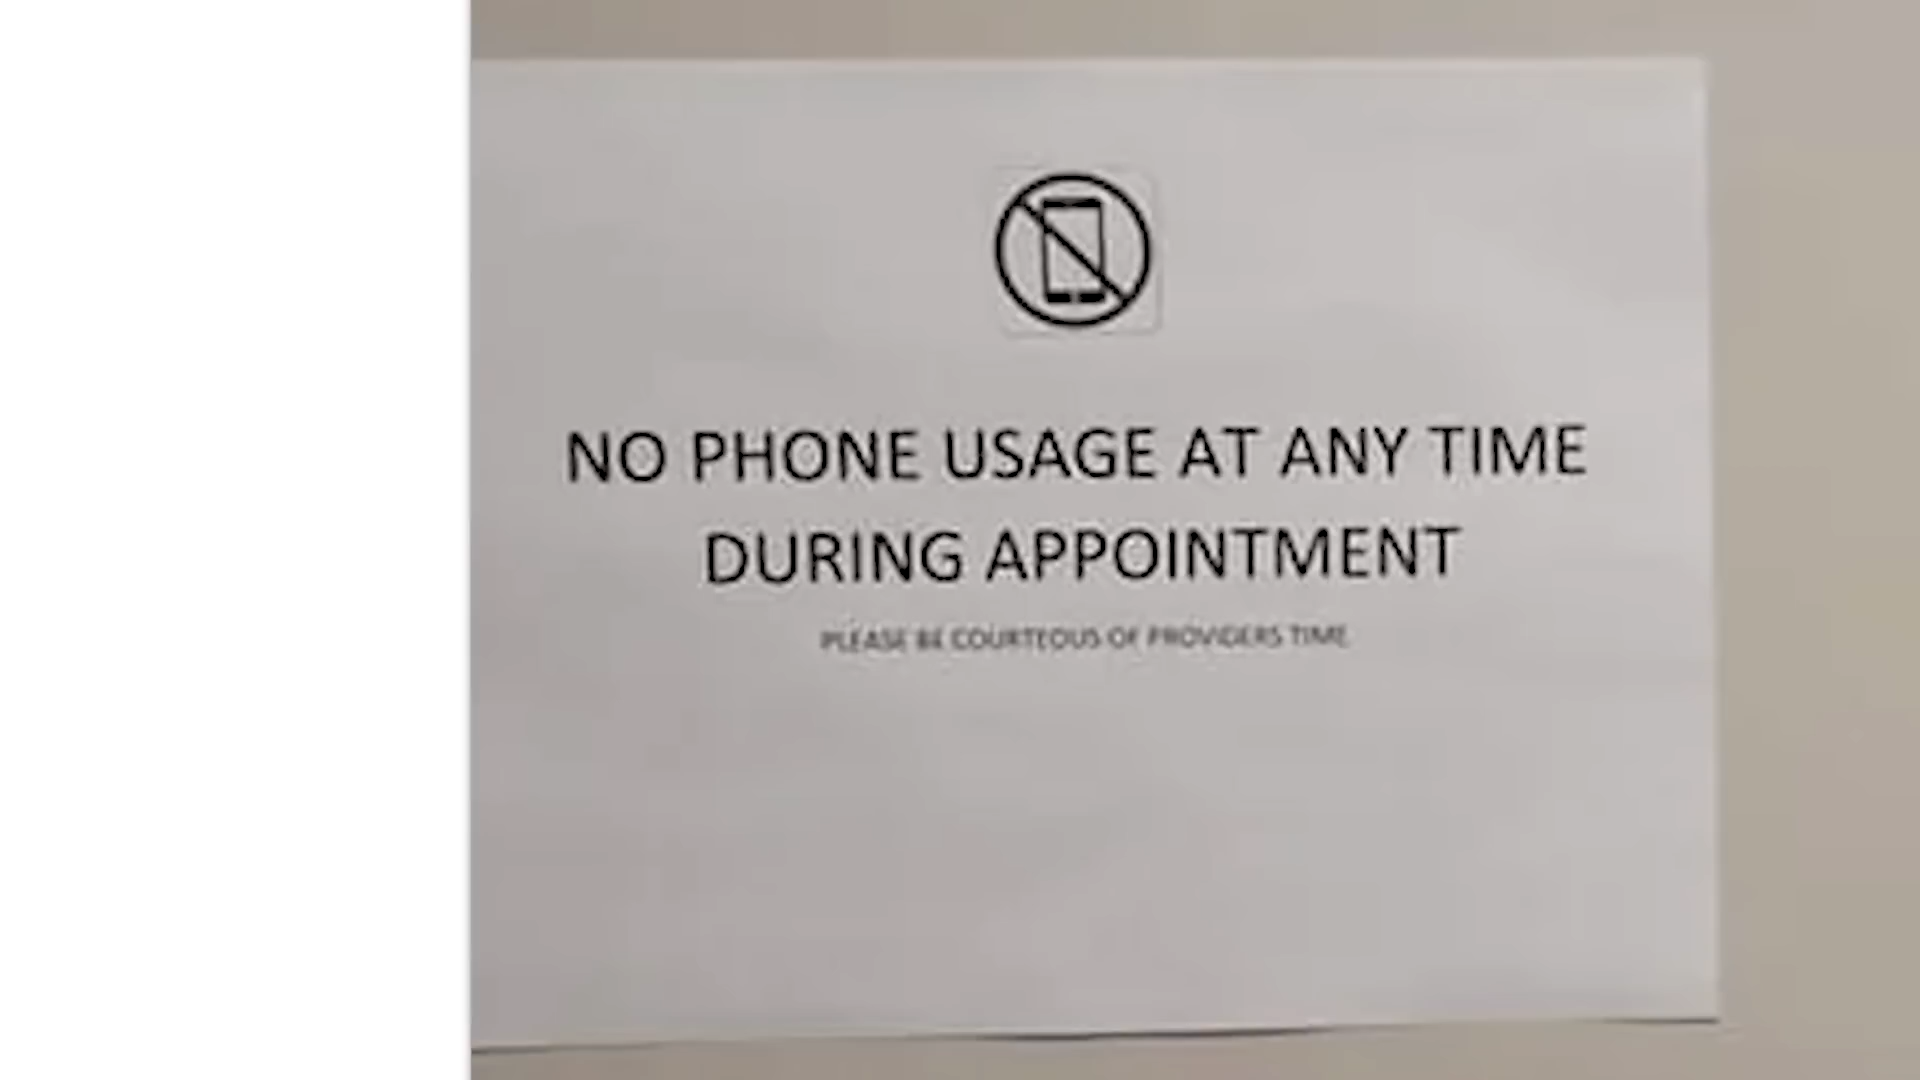 NO PHONE USAGE AT ANY TIME
DURING APPOINTMENT
PLEASE BE COURTEOUS OF PROVIDERS TIME